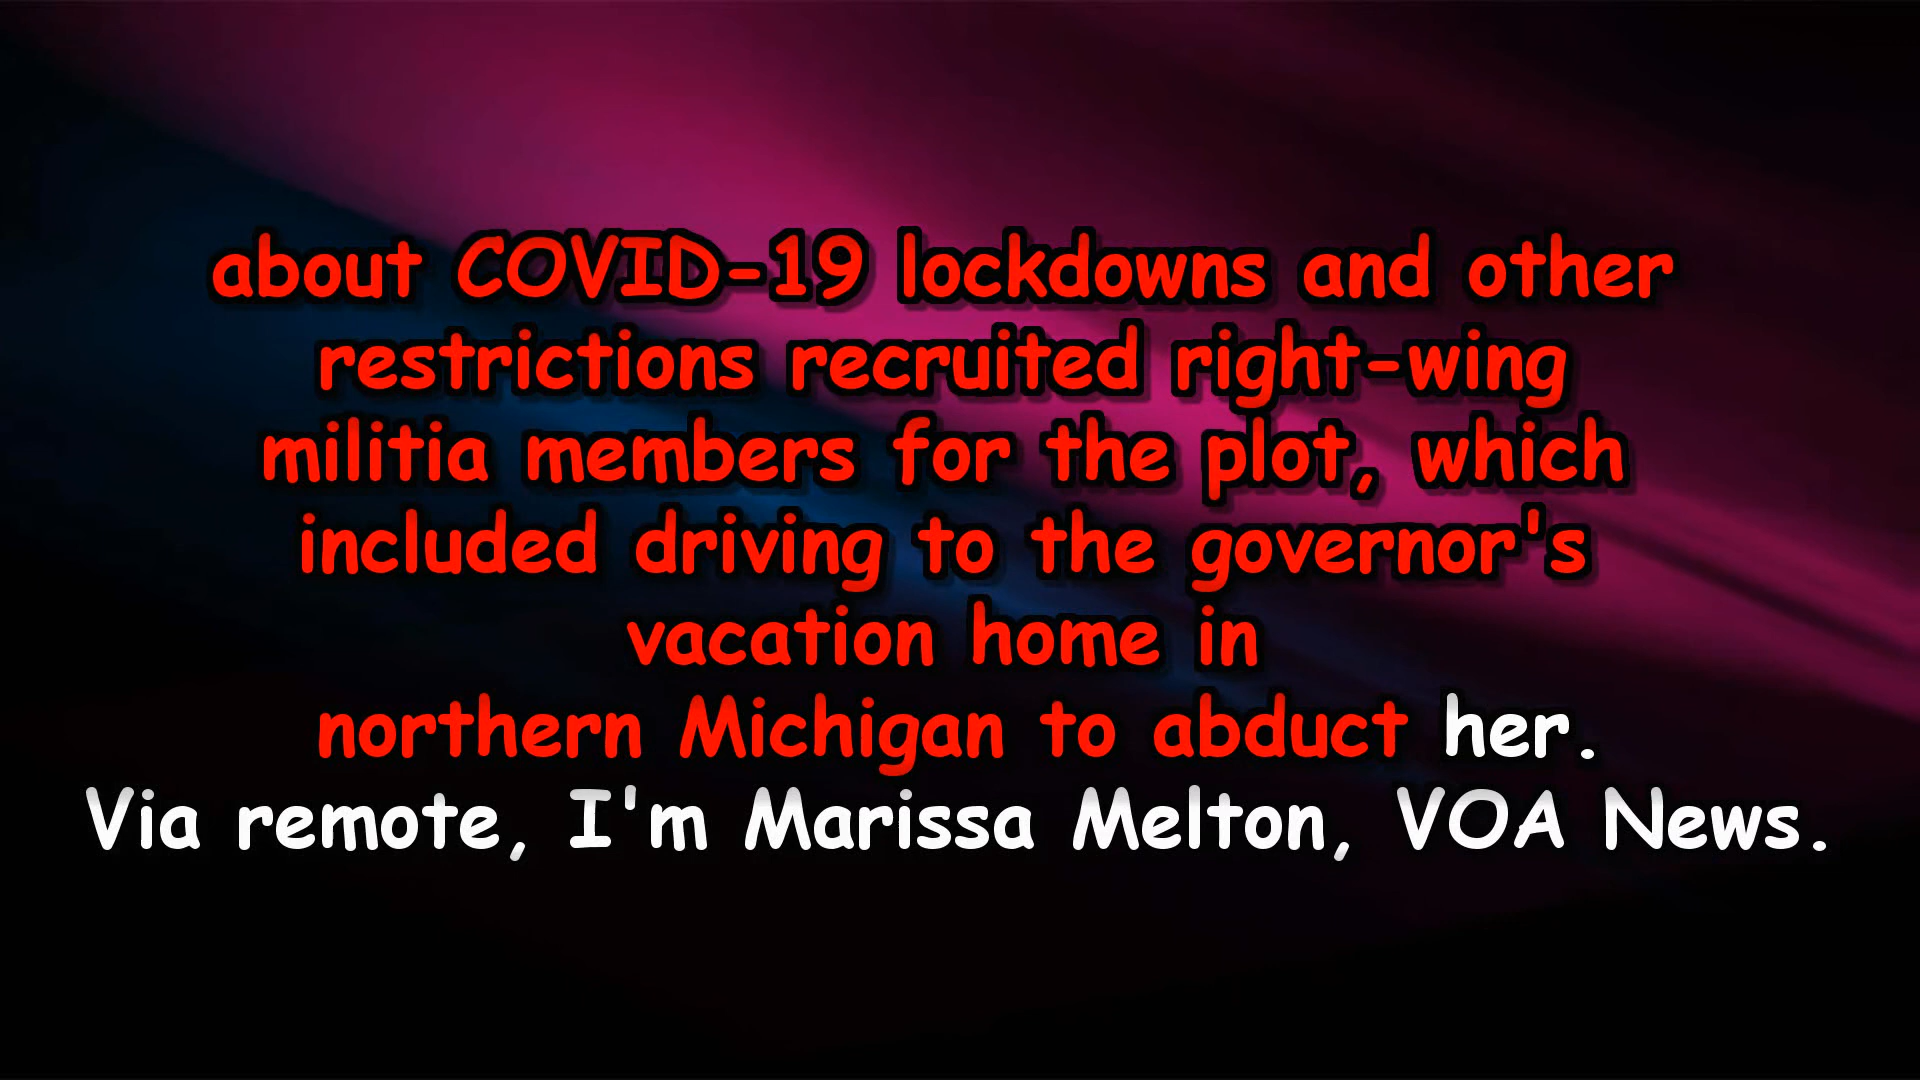 about COVID-19 lockdowns and other
restrictions recruited right-wing
militia members for the plot, which
included driving to the governor's
vacation home in
northern Michigan to abduct her.
Via remote, I'm Marissa Melton, VOA News.